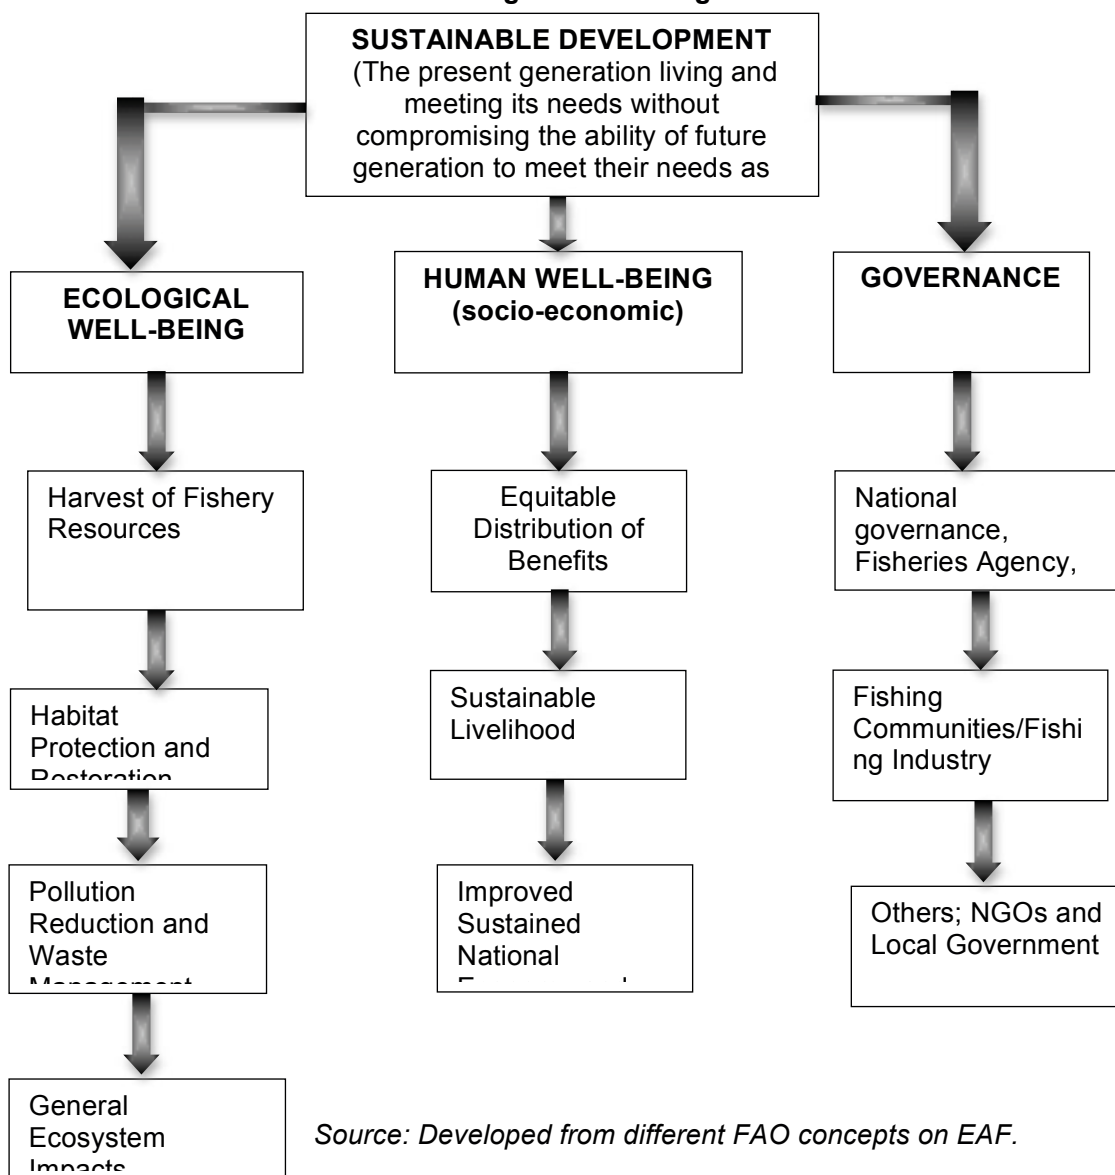 SUSTAINABLE DEVELOPMENT
(The present generation living and
meeting its needs without
compromising the ability of future
generation to meet their needs as
ECOLOGICAL
WELL-BEING
HUMAN WELL-BEING
(socio-economic)
GOVERNANCE
Harvest of Fishery
Resources
Equitable
Distribution of
Benefits
National
governance,
Fisheries Agency,
Habitat
Protection and
Restoration
Sustainable
Livelihood
Fishing
Communities/Fishi
ng Industry
Pollution
Reduction and
Waste
Management
Improved
Sustained
National
Others; NGOs and
Local Government
General
Ecosystem
Impacts
Source: Developed from different FAO concepts on EAF.